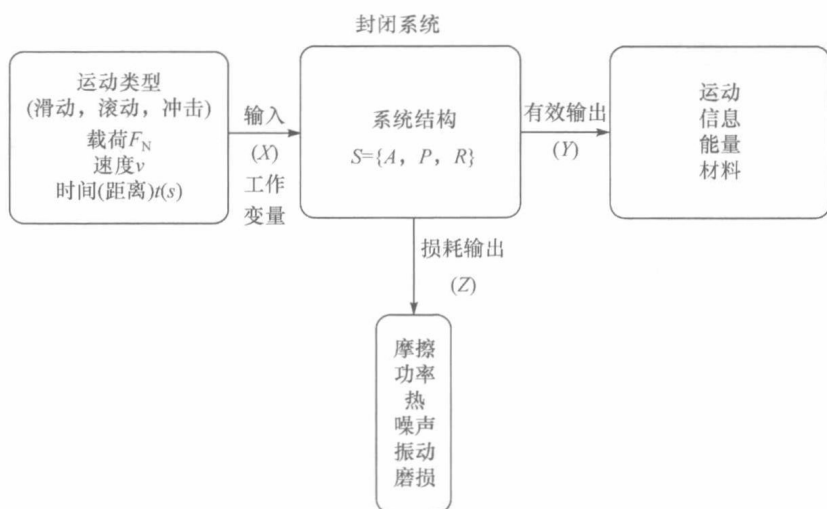 封闭系统
运动类型
(滑动，滚动，冲击)
载荷F_N
速度v
时间(距离)t(s)
输入
(X)
工作
变量
系统结构
S={A，P，R}
有效输出
(Y)
运动
信息
能量
材料
损耗输出
(Z)
摩擦
功率
热
噪声
振动
磨损